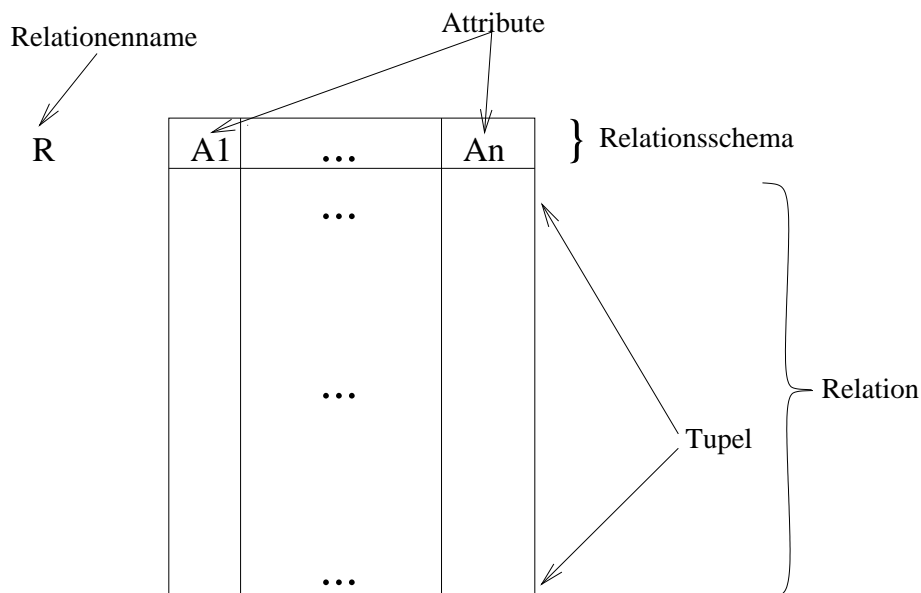 Relationenname
Attribute
R
A1 ... An
} Relationsschema
...
...
Relation
Tupel
...